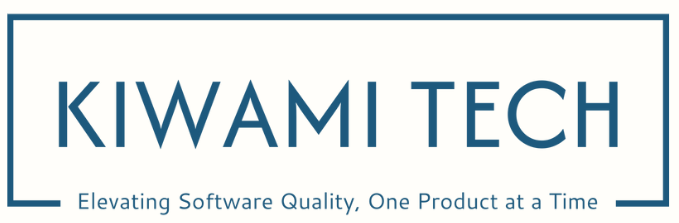 KIWAMI TECH
Elevating Software Quality, One Product at a Time